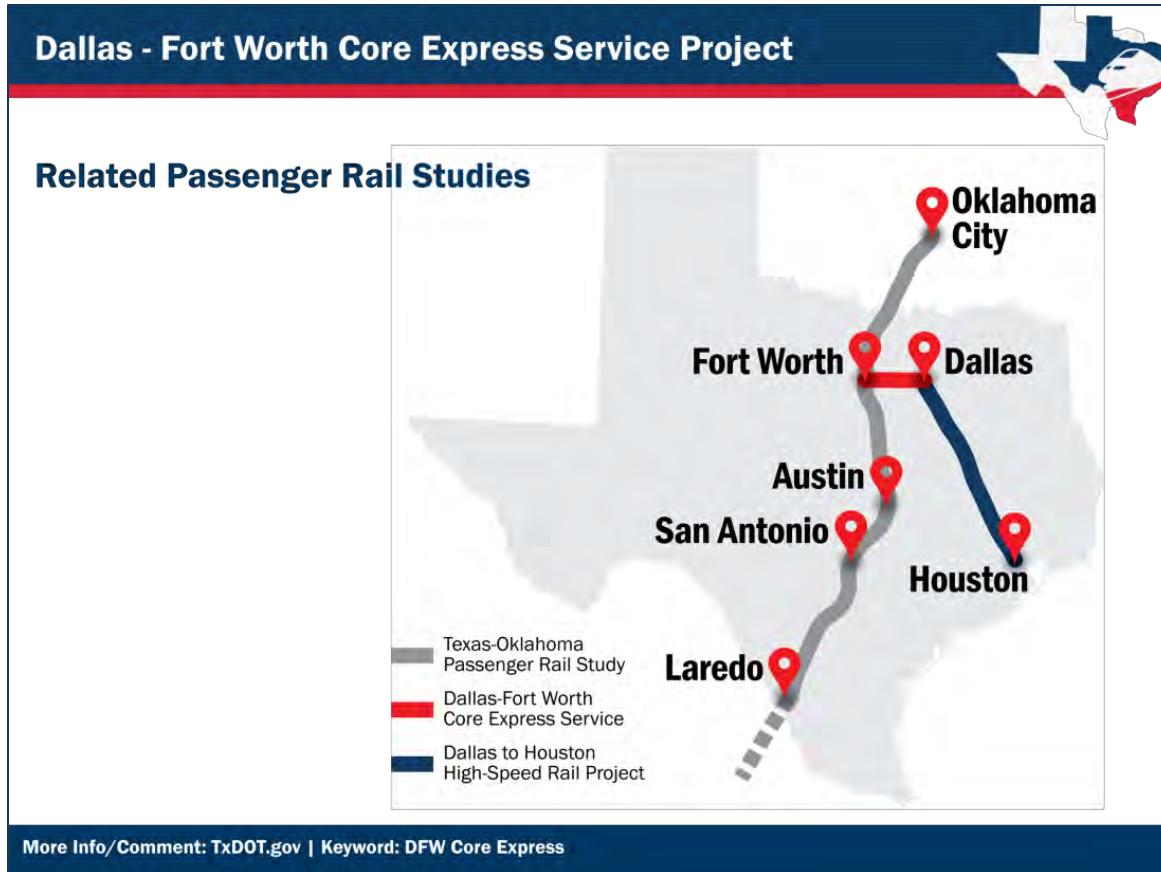 Dallas - Fort Worth Core Express Service Project
Related Passenger Rail Studies
Oklahoma
City
Fort Worth
Dallas
Austin
San Antonio
Houston
Laredo
Texas-Oklahoma
Passenger Rail Study
Dallas-Fort Worth
Core Express Service
Dallas to Houston
High-Speed Rail Project
More Info/Comment: TxDOT.gov | Keyword: DFW Core Express